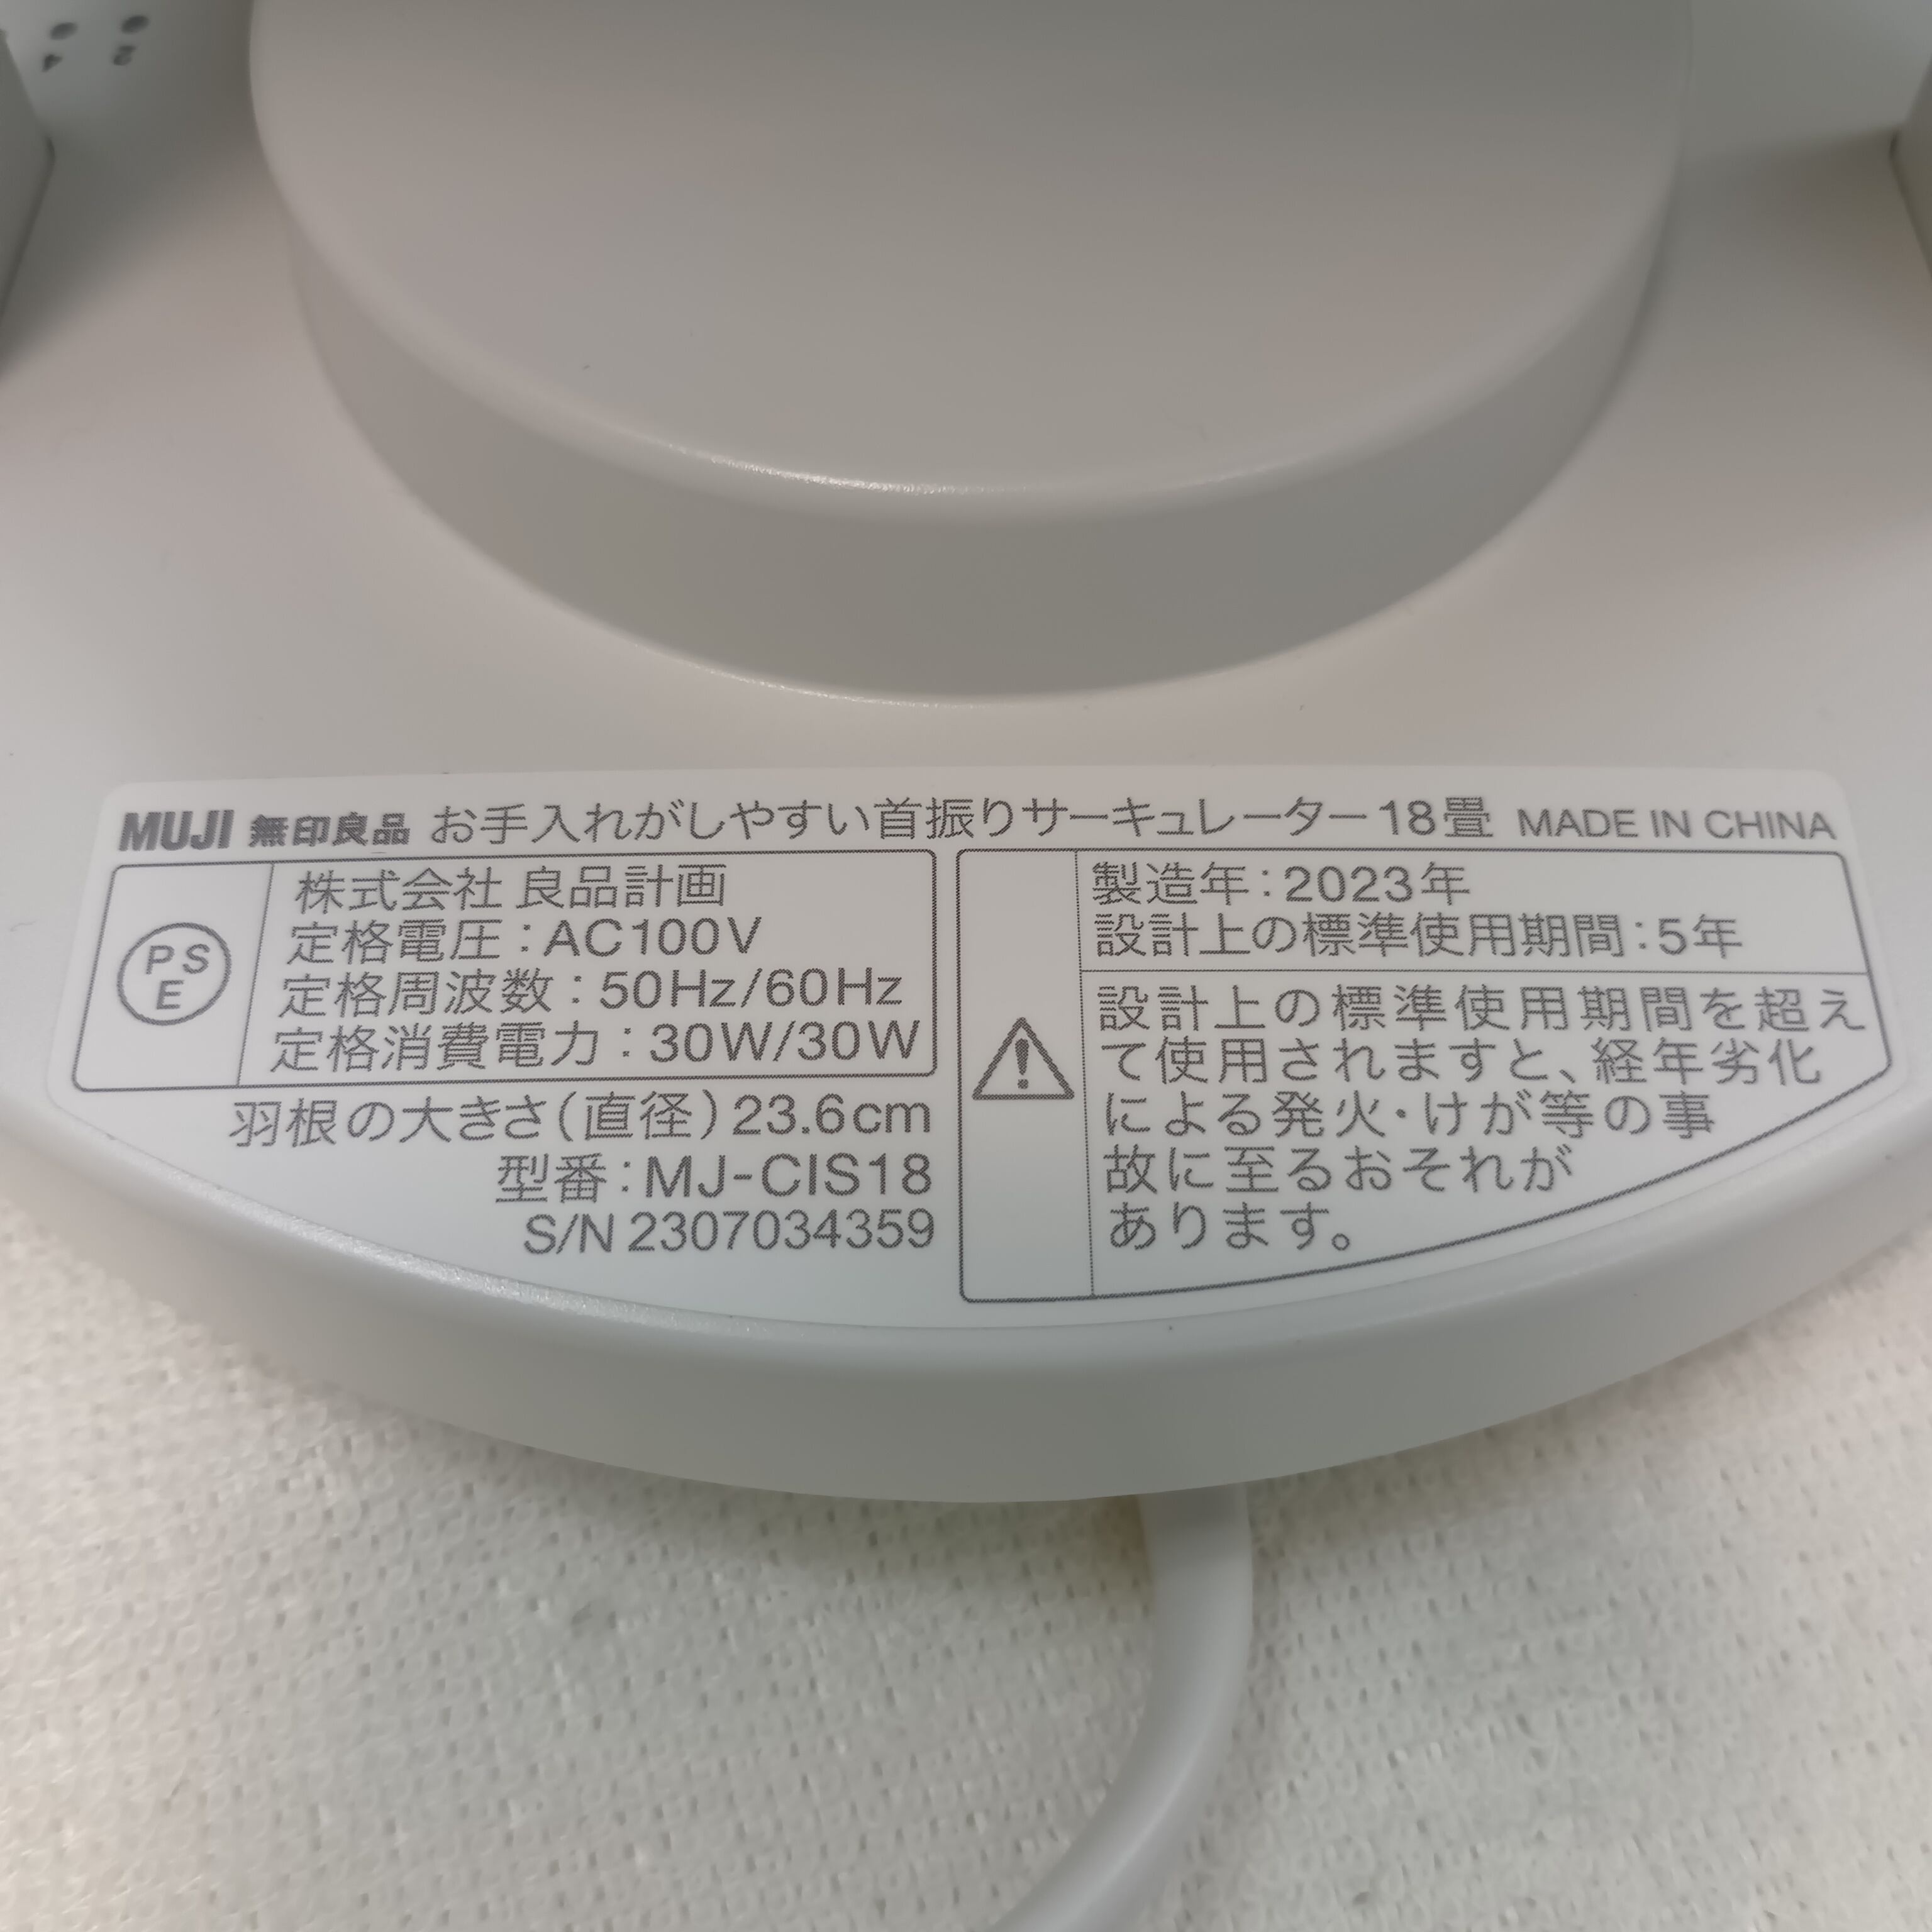 4 2
MUJI 無印良品 お手入れがしやすい首振りサーキュレーター18畳 MADE IN CHINA
PSE
株式会社 良品計画
定格電圧：AC100V
定格周波数：50Hz/60Hz
定格消費電力：30W/30W
羽根の大きさ（直径）23.6cm
型番：MJ-CIS18
S/N 2307034359
製造年：2023年
設計上の標準使用期間：5年
設計上の標準使用期間を超え
て使用されますと、経年劣化
による発火・けが等の事
故に至るおそれが
あります。